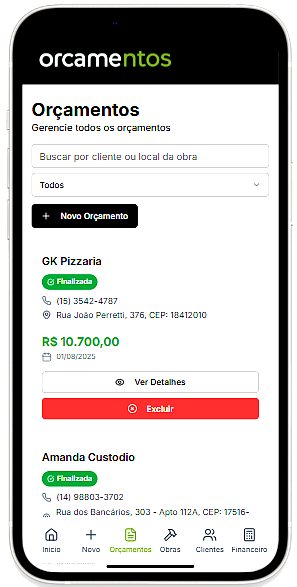 orcamentos
Orçamentos
Gerencie todos os orçamentos
Buscar por cliente ou local da obra
Todos
+ Novo Orçamento
GK Pizzaria
Finalizada
(15) 3542-4787
Rua João Perretti, 376, CEP: 18412010
R$ 10.700,00
01/08/2025
Ver Detalhes
Excluir
Amanda Custodio
Finalizada
(14) 98803-3702
Rua dos Bancários, 303 - Apto 112A, CEP: 17516-
Início Novo Orçamentos Obras Clientes Financeiro